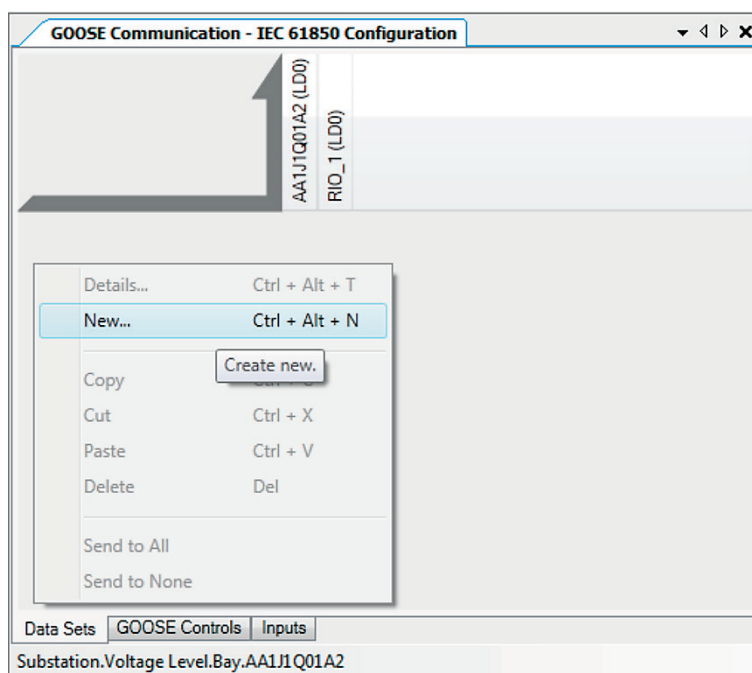 GOOSE Communication - IEC 61850 Configuration
AA1J1Q01A2 (LD0)
RIO_1 (LD0)
Details... Ctrl + Alt + T
New... Ctrl + Alt + N
Create new.
Copy
Cut Ctrl + X
Paste Ctrl + V
Delete Del
Send to All
Send to None
Data Sets GOOSE Controls Inputs
Substation.Voltage Level.Bay.AA1J1Q01A2